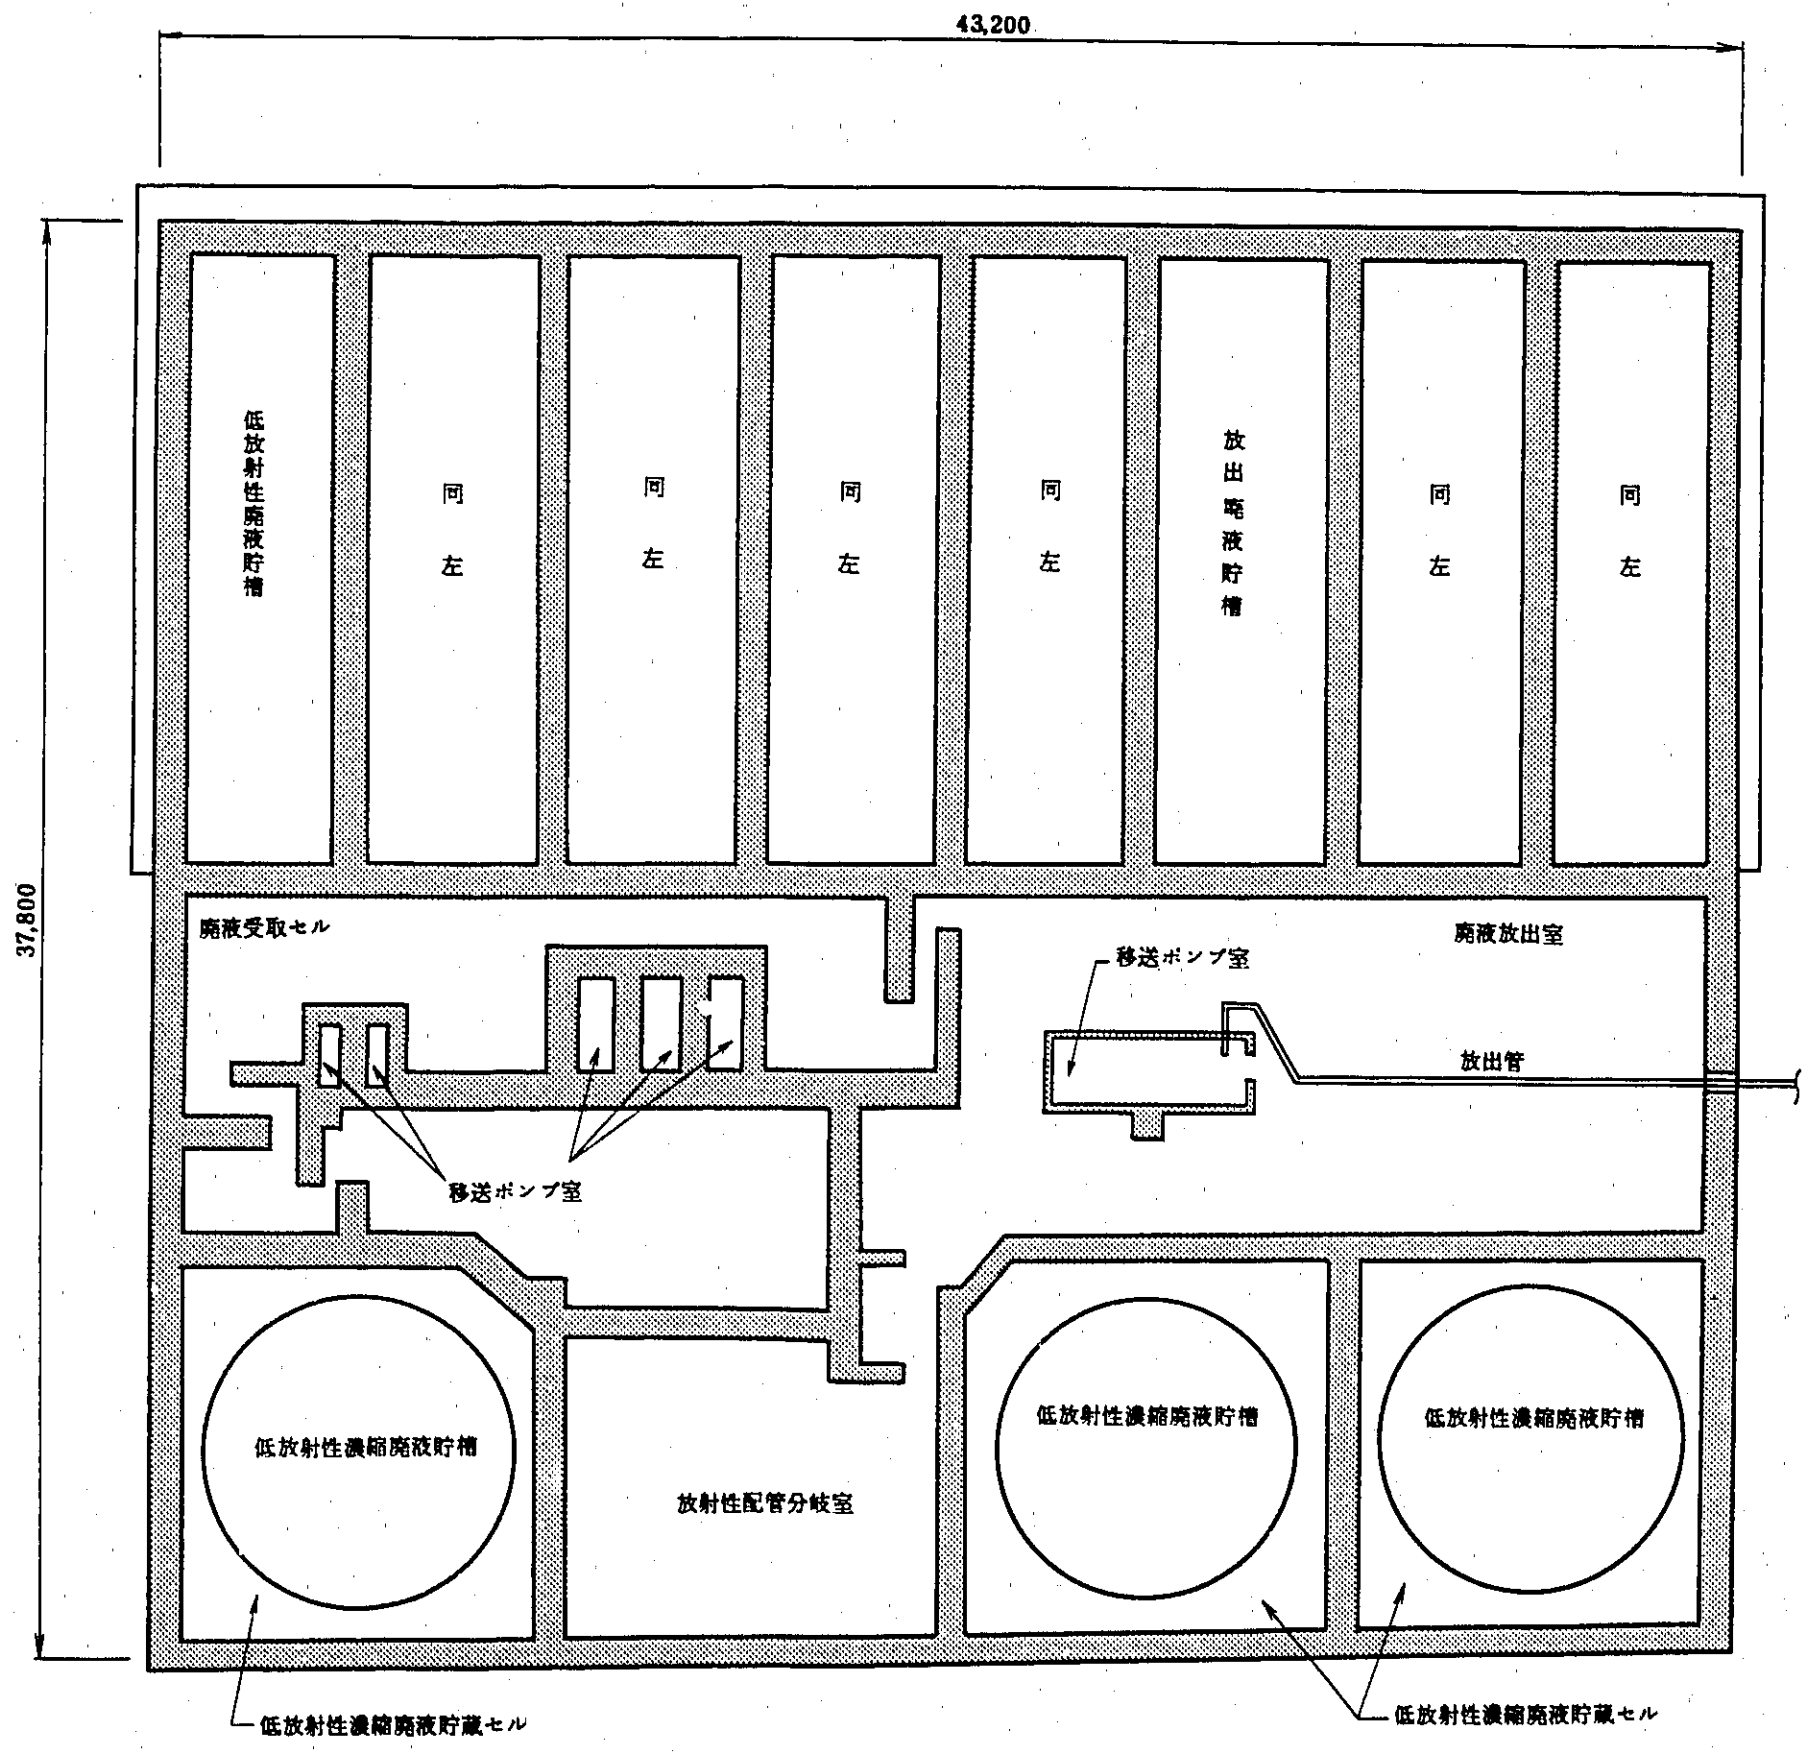 43,200
37,800
低放射性廃液貯槽
同左
同左
同左
同左
放出廃液貯槽
同左
同左
廃液受取セル
廃液放出室
移送ポンプ室
放出管
移送ポンプ室
低放射性濃縮廃液貯槽
放射性配管分岐室
低放射性濃縮廃液貯槽
低放射性濃縮廃液貯槽
低放射性濃縮廃液貯蔵セル
低放射性濃縮廃液貯蔵セル